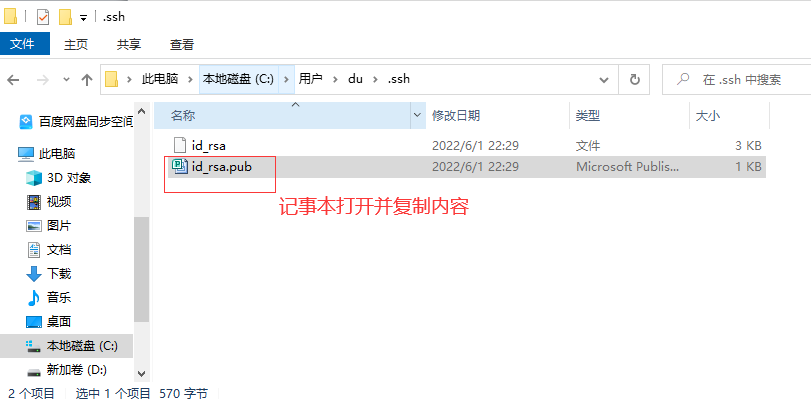 .ssh
文件 主页 共享 查看
此电脑 本地磁盘 (C:) 用户 du .ssh 在 .ssh 中搜索
名称 修改日期 类型 大小
id_rsa 2022/6/1 22:29 文件 3 KB
id_rsa.pub 2022/6/1 22:29 Microsoft Publis... 1 KB
记事本打开并复制内容
百度网盘同步空间
此电脑
3D 对象
视频
图片
文档
下载
音乐
桌面
本地磁盘 (C:)
新加卷 (D:)
2 个项目 选中 1 个项目 570 字节